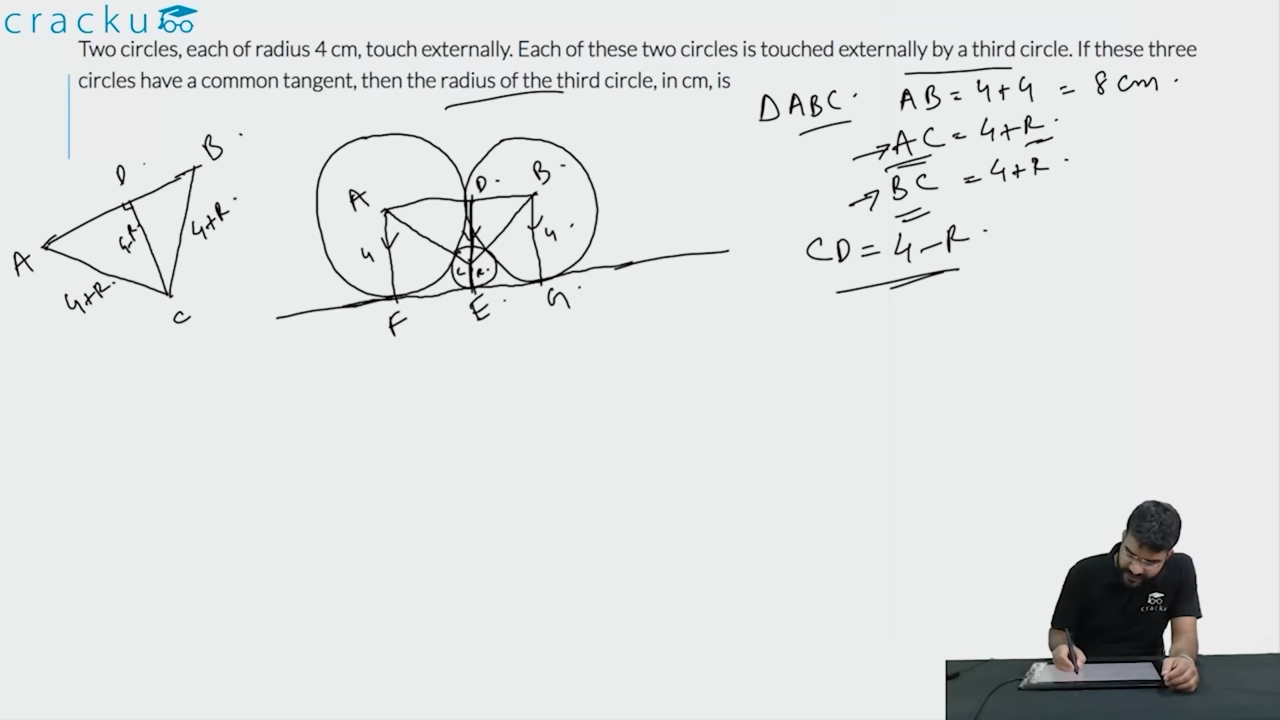 cracku
Two circles, each of radius 4 cm, touch externally. Each of these two circles is touched externally by a third circle. If these three
circles have a common tangent, then the radius of the third circle, in cm, is
D ABC. AB = 4+4 = 8 cm.
→ AC = 4+R.
→ BC = 4+R.
CD = 4-R.
A
D
B
C
4+R.
4-R
4+R.
A
D.
B
4
4.
C
R.
F
E.
G.
cracku